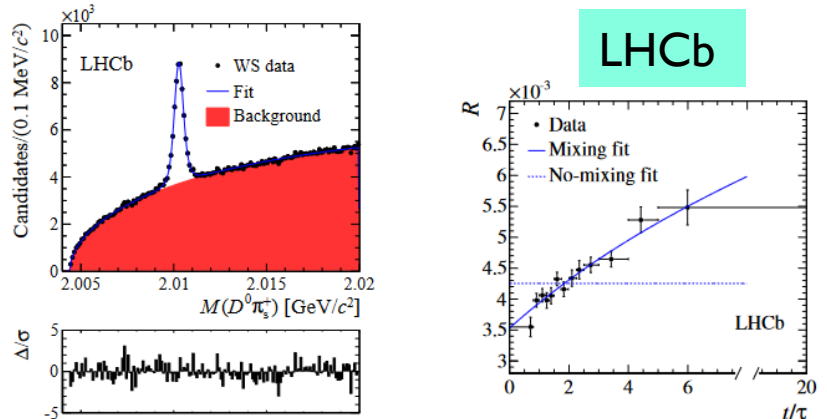 ×10³
Candidates/(0.1 MeV/c²)
10
8
6
4
2
0
LHCb
WS data
Fit
Background
2.005
2.01
2.015
2.02
M(D⁰π⁺ₛ) [GeV/c²]
Δ/σ
5
0
-5
LHCb
×10⁻³
R
7
6.5
6
5.5
5
4.5
4
3.5
3
Data
Mixing fit
No-mixing fit
LHCb
0
2
4
6
20
t/τ